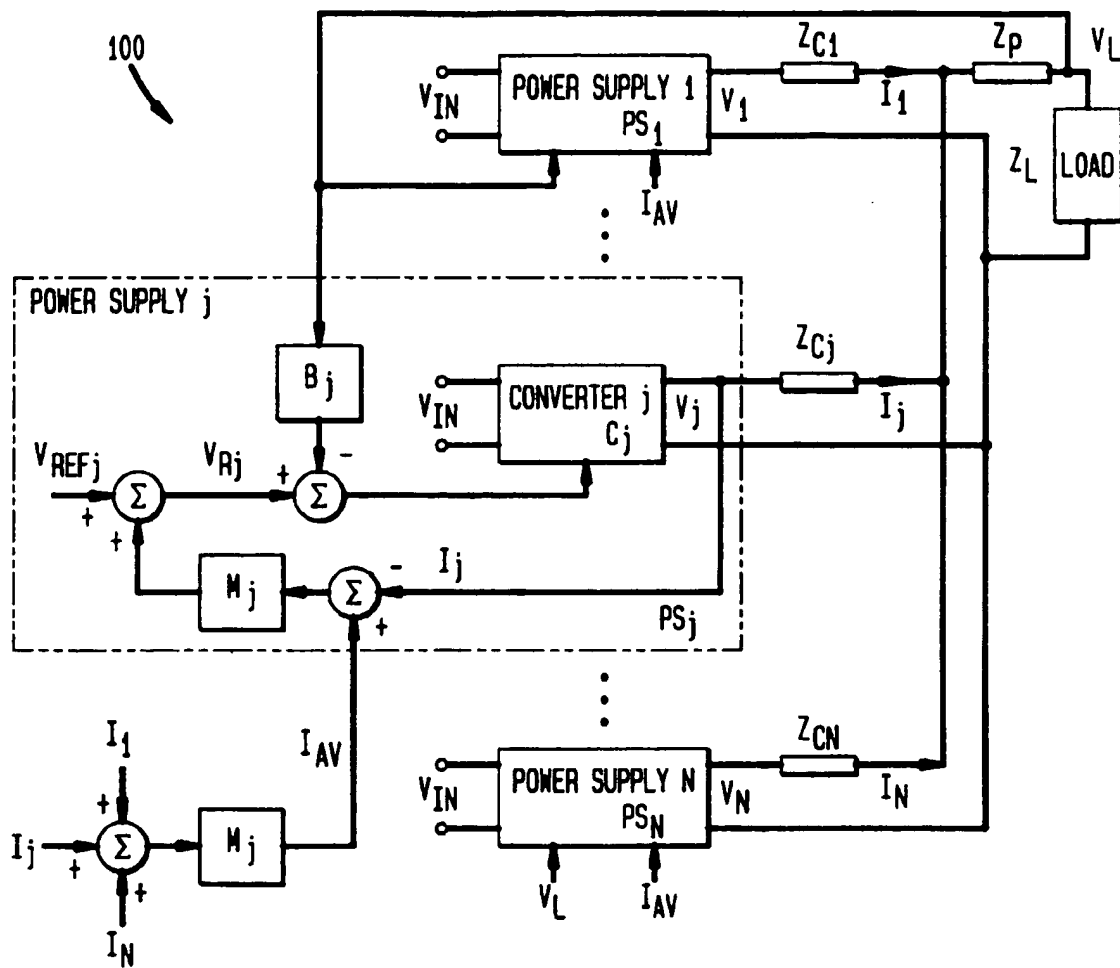 100
V_IN
POWER SUPPLY 1
PS_1
V_1
Z_C1
I_1
Z_P
V_L
Z_L
LOAD
I_AV
POWER SUPPLY j
B_j
V_IN
CONVERTER j
C_j
V_j
Z_Cj
I_j
V_REFj
+
+
Σ
V_Rj
+
-
Σ
M_j
Σ
-
+
I_j
PS_j
I_AV
I_1
+
I_j
+
Σ
+
I_N
M_j
V_IN
POWER SUPPLY N
PS_N
V_N
Z_CN
I_N
V_L
I_AV